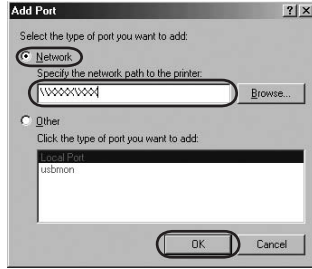 Add Port
Select the type of port you want to add:
Network
Specify the network path to the printer:
\\XXXX\XXX
Browse...
Other
Click the type of port you want to add:
Local Port
usbmon
OK
Cancel